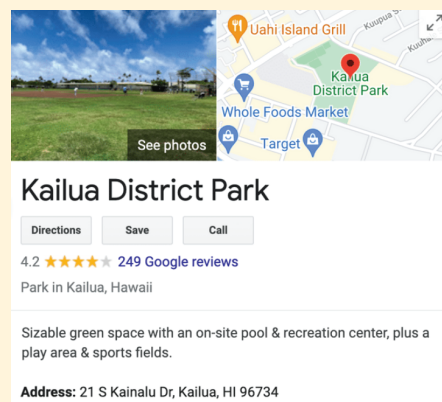 Uahi Island Grill
Kuupua S
Kuuha
Kailua
District Park
Whole Foods Market
Target
See photos
Kailua District Park
Directions Save Call
4.2 249 Google reviews
Park in Kailua, Hawaii
Sizable green space with an on-site pool & recreation center, plus a
play area & sports fields.
Address: 21 S Kainalu Dr, Kailua, HI 96734